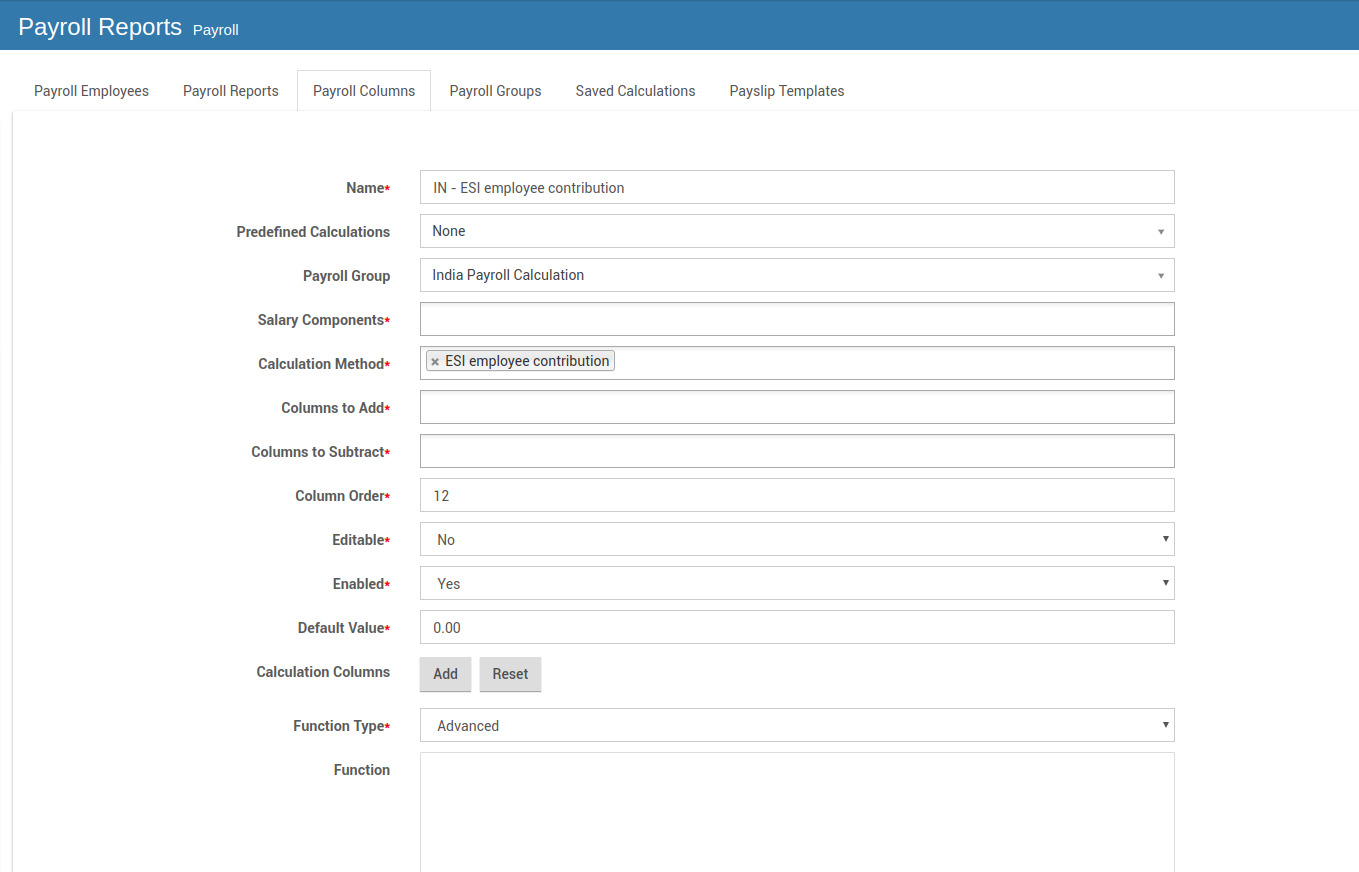 Payroll Reports Payroll
Payroll Employees Payroll Reports Payroll Columns Payroll Groups Saved Calculations Payslip Templates
Name* IN - ESI employee contribution
Predefined Calculations None
Payroll Group India Payroll Calculation
Salary Components*
Calculation Method* × ESI employee contribution
Columns to Add*
Columns to Subtract*
Column Order* 12
Editable* No
Enabled* Yes
Default Value* 0.00
Calculation Columns Add Reset
Function Type* Advanced
Function